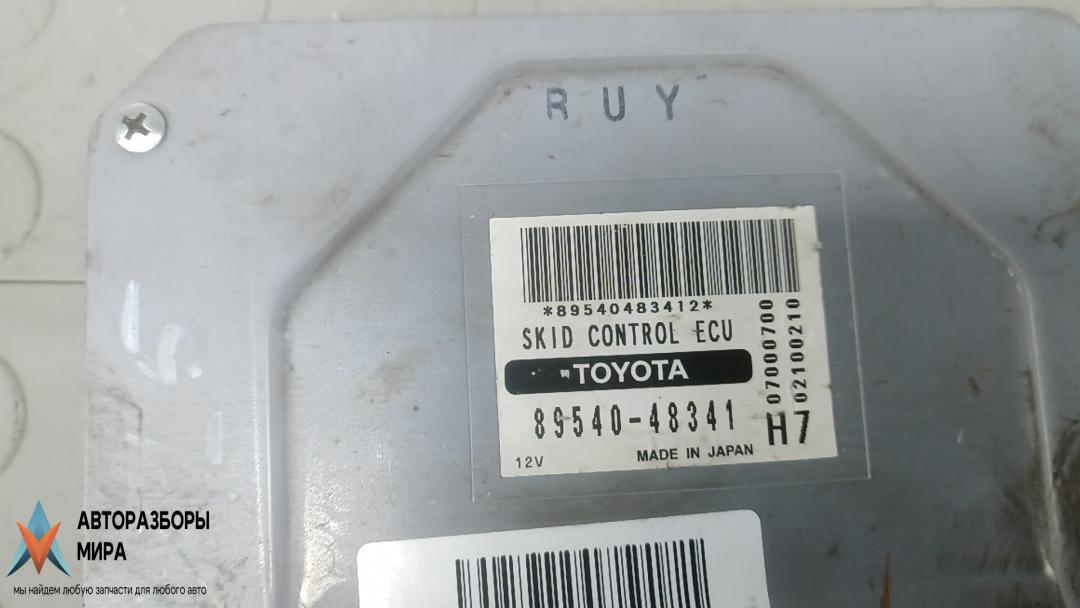 RUY
*89540483412*
SKID CONTROL ECU
TOYOTA
89540-48341
12V
MADE IN JAPAN
H7
07000700
02100210
АВТОРАЗБОРЫ
МИРА
мы найдем любую запчасти для любого авто